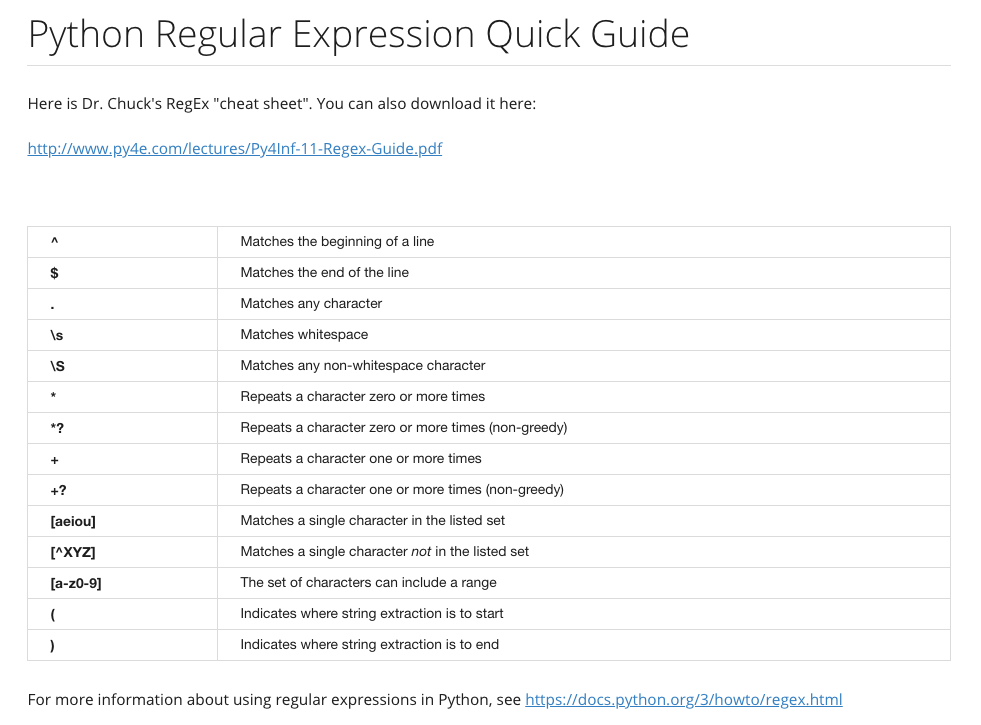 Python Regular Expression Quick Guide
Here is Dr. Chuck's RegEx "cheat sheet". You can also download it here:
http://www.py4e.com/lectures/Py4Inf-11-Regex-Guide.pdf
^ Matches the beginning of a line
$ Matches the end of the line
. Matches any character
\s Matches whitespace
\S Matches any non-whitespace character
* Repeats a character zero or more times
*? Repeats a character zero or more times (non-greedy)
+ Repeats a character one or more times
+? Repeats a character one or more times (non-greedy)
[aeiou] Matches a single character in the listed set
[^XYZ] Matches a single character not in the listed set
[a-z0-9] The set of characters can include a range
( Indicates where string extraction is to start
) Indicates where string extraction is to end
For more information about using regular expressions in Python, see https://docs.python.org/3/howto/regex.html